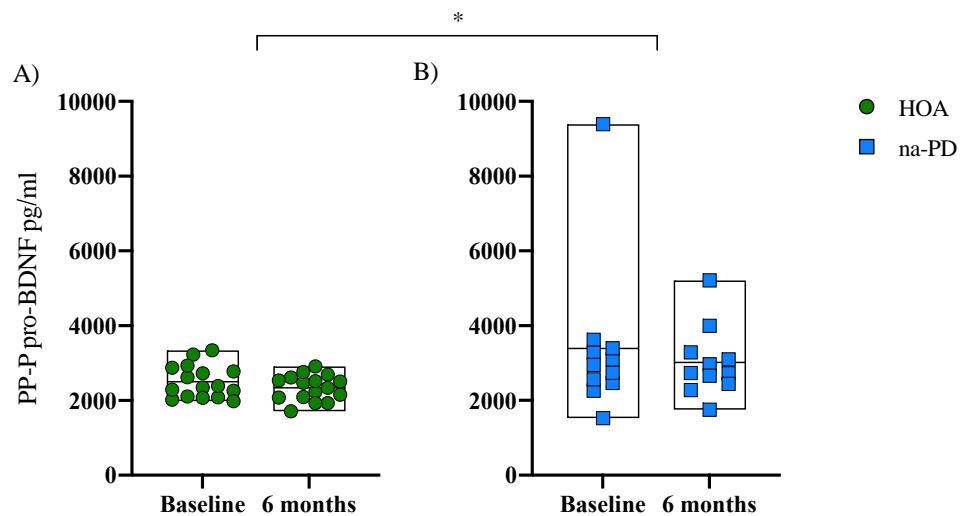 *
A)
B)
PP-P pro-BDNF pg/ml
10000
8000
6000
4000
2000
0
Baseline 6 months
10000
8000
6000
4000
2000
0
Baseline 6 months
HOA
na-PD